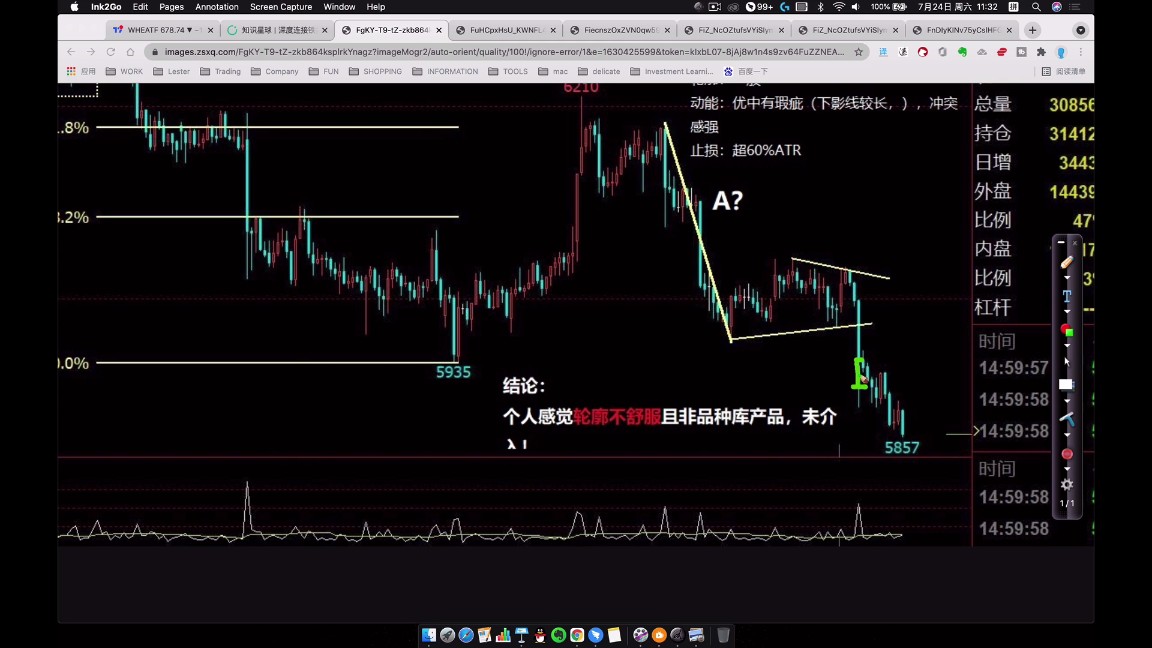 Ink2Go Edit Pages Annotation Screen Capture Window Help
99+ 100% 7月24日 周六 11:32
WHEATF 678.74 ▼ −
知识星球 | 深度连接铁
FgKY-T9-tZ-zkb864
FuHCpxHsU_KWNFL
FiecnszOxZVN0qw5
FiZ_NcOZtufsVYiSlyn
FiZ_NcOZtufsVYiSlyn
FnDIyKINv75yCsIHF
images.zsxq.com/FgKY-T9-tZ-zkb864ksplrkYnagz?imageMogr2/auto-orient/quality/100!/ignore-error/1&e=1630425599&token=kIxbL07-8jAj8w1n4s9zv64FuZZNEA...
应用 WORK Lester Trading Company FUN SHOPPING INFORMATION TOOLS mac delicate Investment Learni... 百度一下 阅读清单
6210
动能：优中有瑕疵（下影线较长，），冲突
感强
止损：超60%ATR
A?
.8%
3.2%
0.0%
5935
结论：
个人感觉轮廓不舒服且非品种库产品，未介
入！
5857
总量 30856
持仓 31412
日增 3443
外盘 14439
比例 47
内盘 17
比例 3
杠杆 --
时间
14:59:57
14:59:58
14:59:58
时间
14:59:58
14:59:58
T
1/1